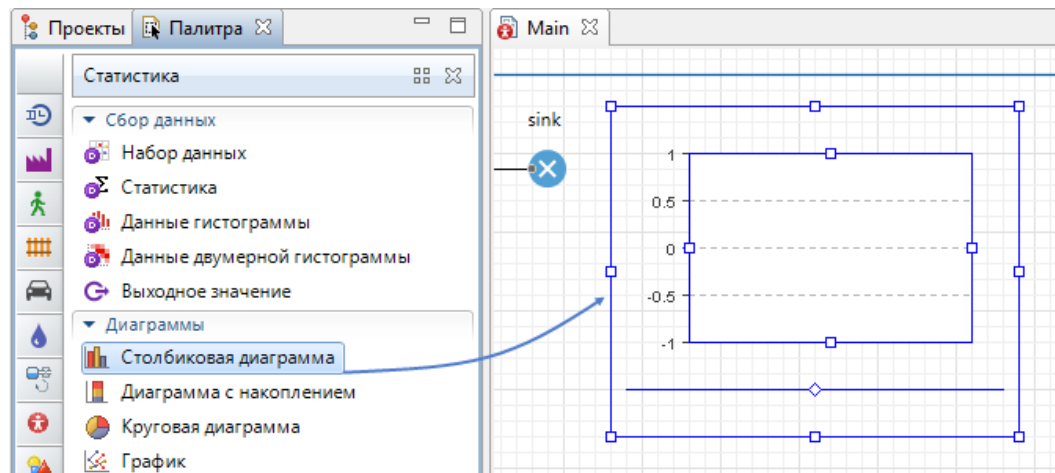 Проекты Палитра
Статистика
Сбор данных
Набор данных
Статистика
Данные гистограммы
Данные двумерной гистограммы
Выходное значение
Диаграммы
Столбиковая диаграмма
Диаграмма с накоплением
Круговая диаграмма
График
Main
sink
1
0.5
0
-0.5
-1